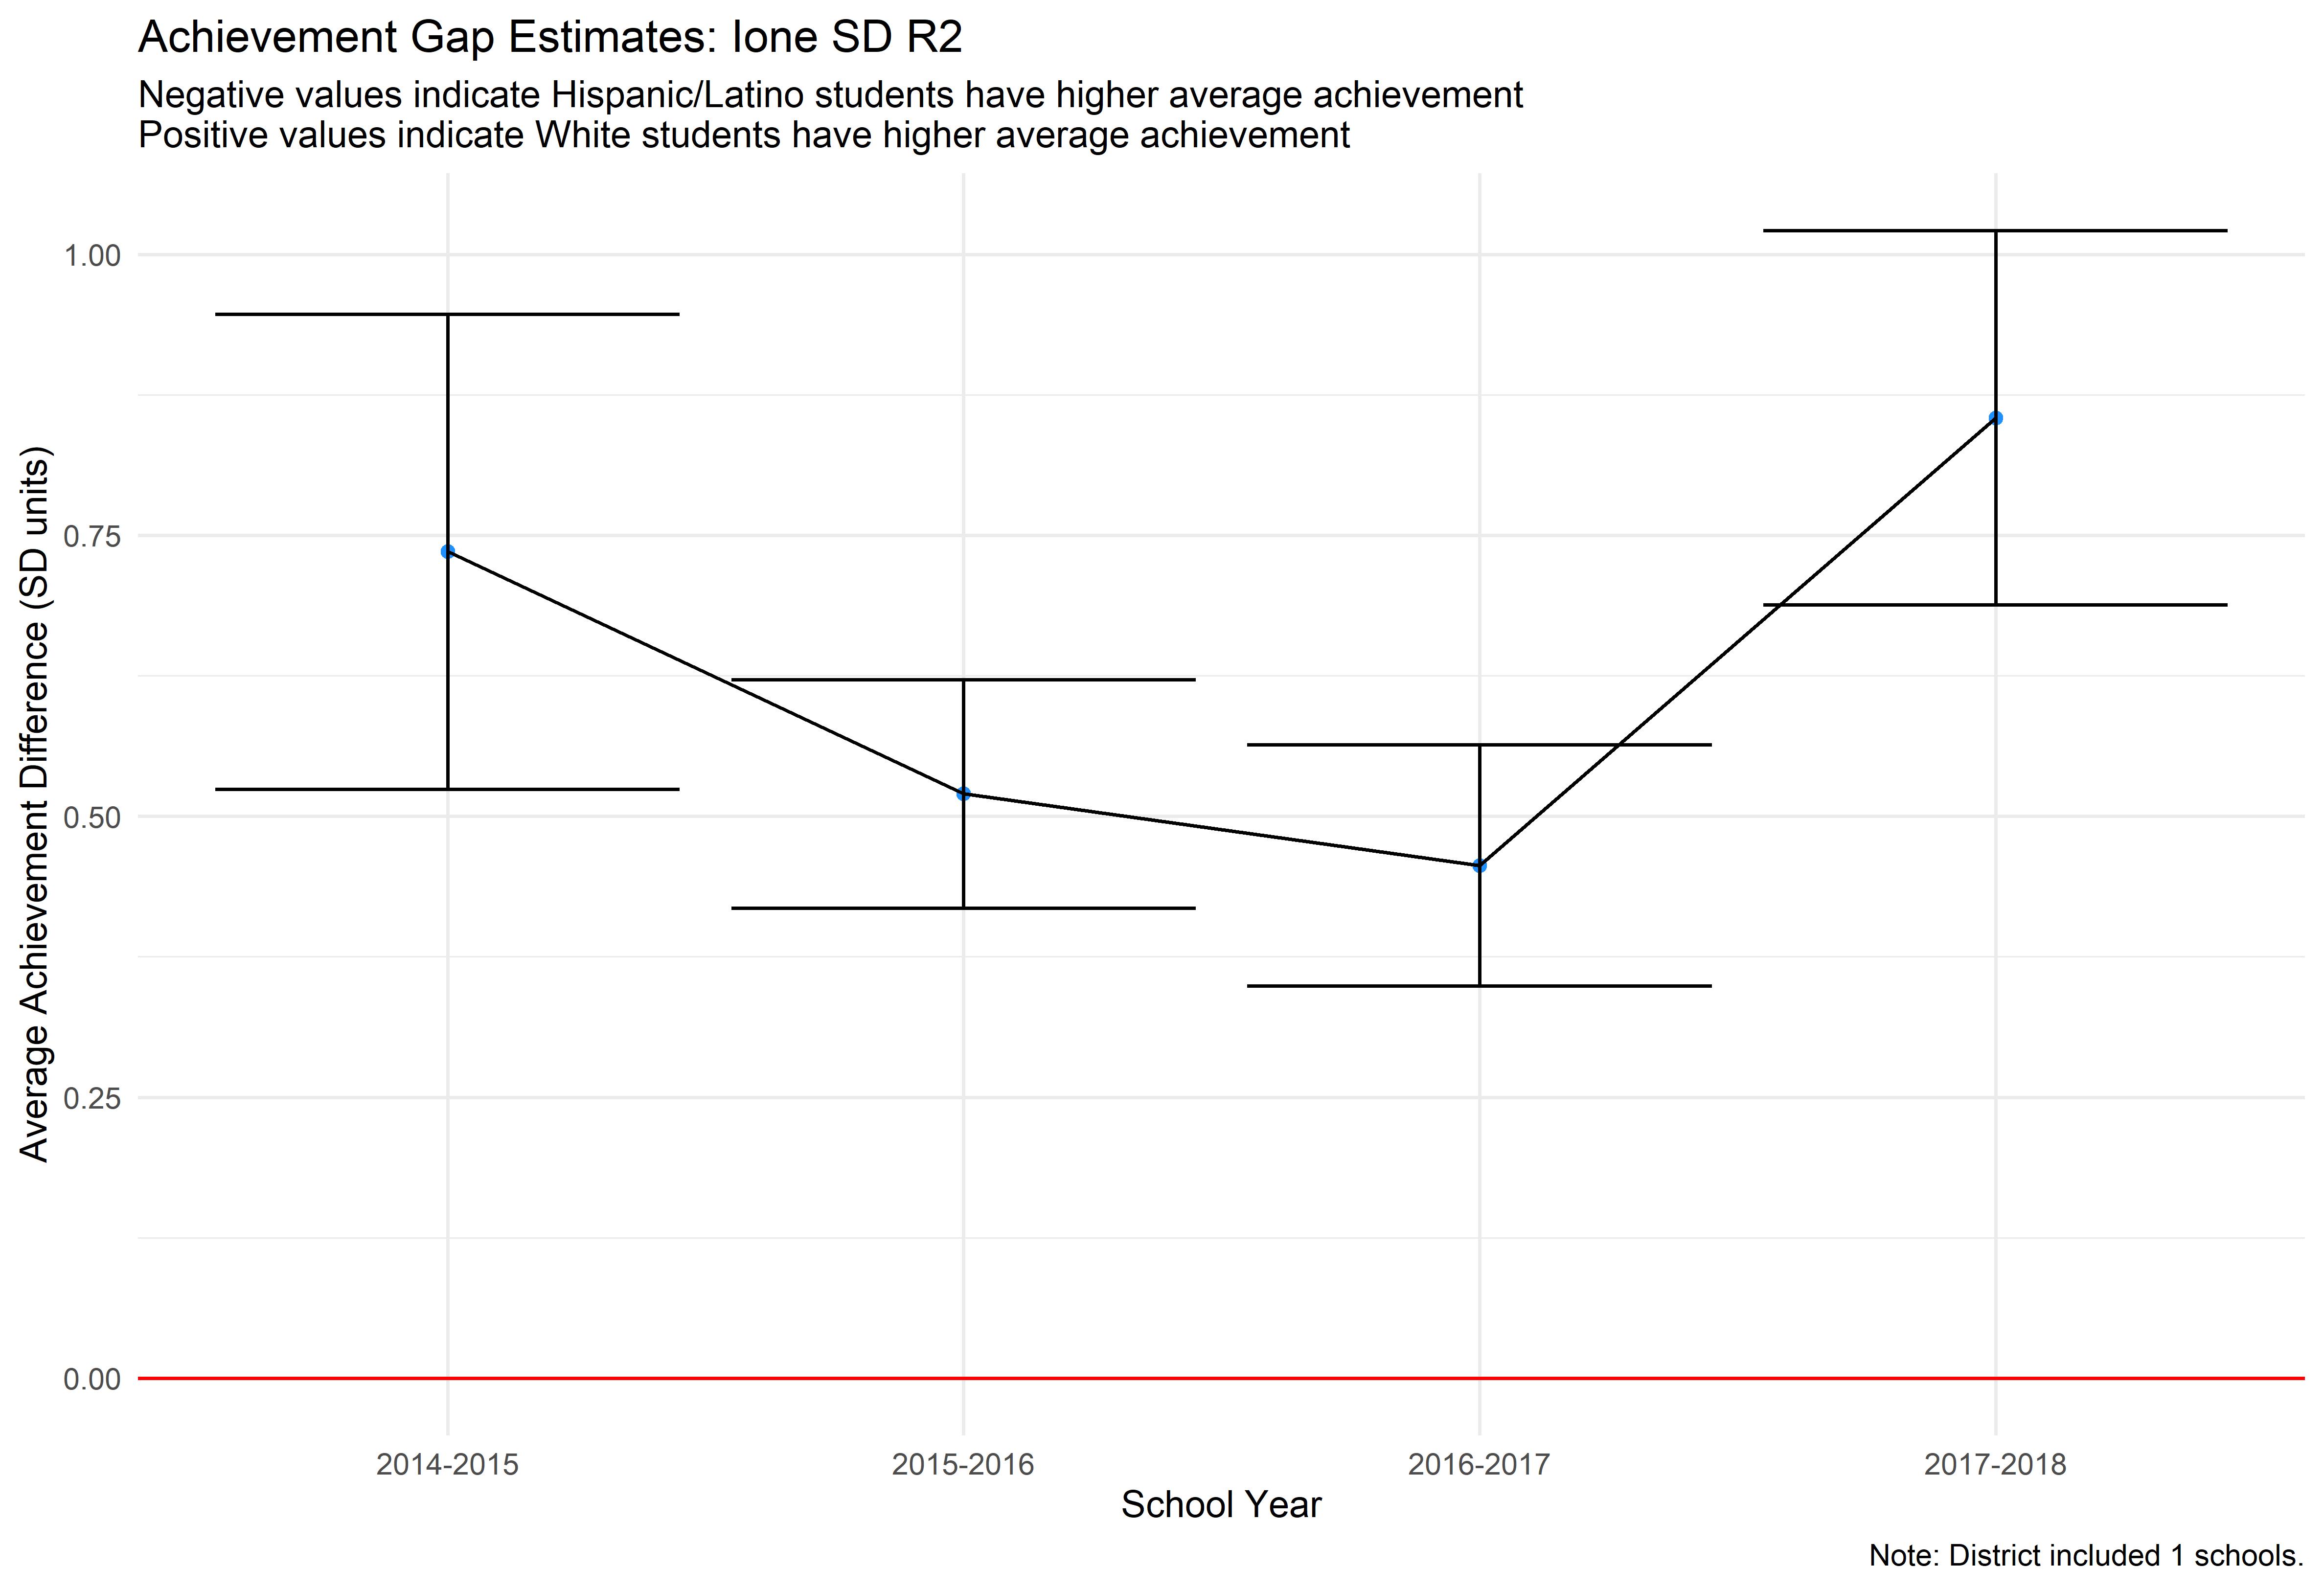 Achievement Gap Estimates: Ione SD R2
Negative values indicate Hispanic/Latino students have higher average achievement
Positive values indicate White students have higher average achievement
Average Achievement Difference (SD units)
1.00
0.75
0.50
0.25
0.00
2014-2015
2015-2016
2016-2017
2017-2018
School Year
Note: District included 1 schools.